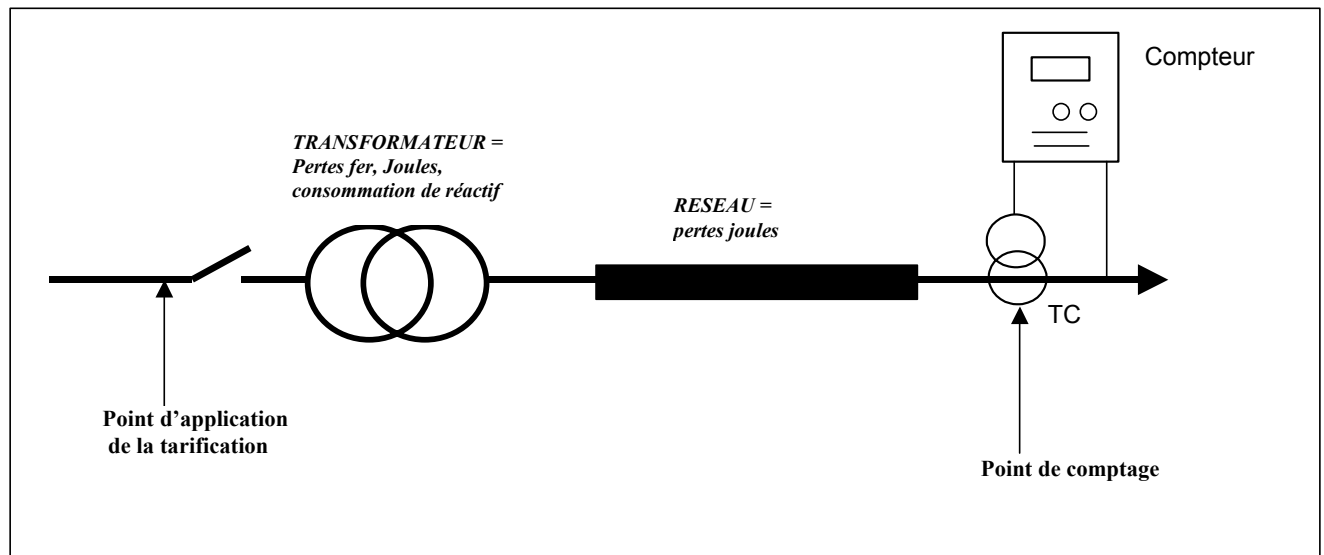 Compteur
TRANSFORMATEUR =
Pertes fer, Joules,
consommation de réactif
RESEAU =
pertes joules
TC
Point d’application
de la tarification
Point de comptage